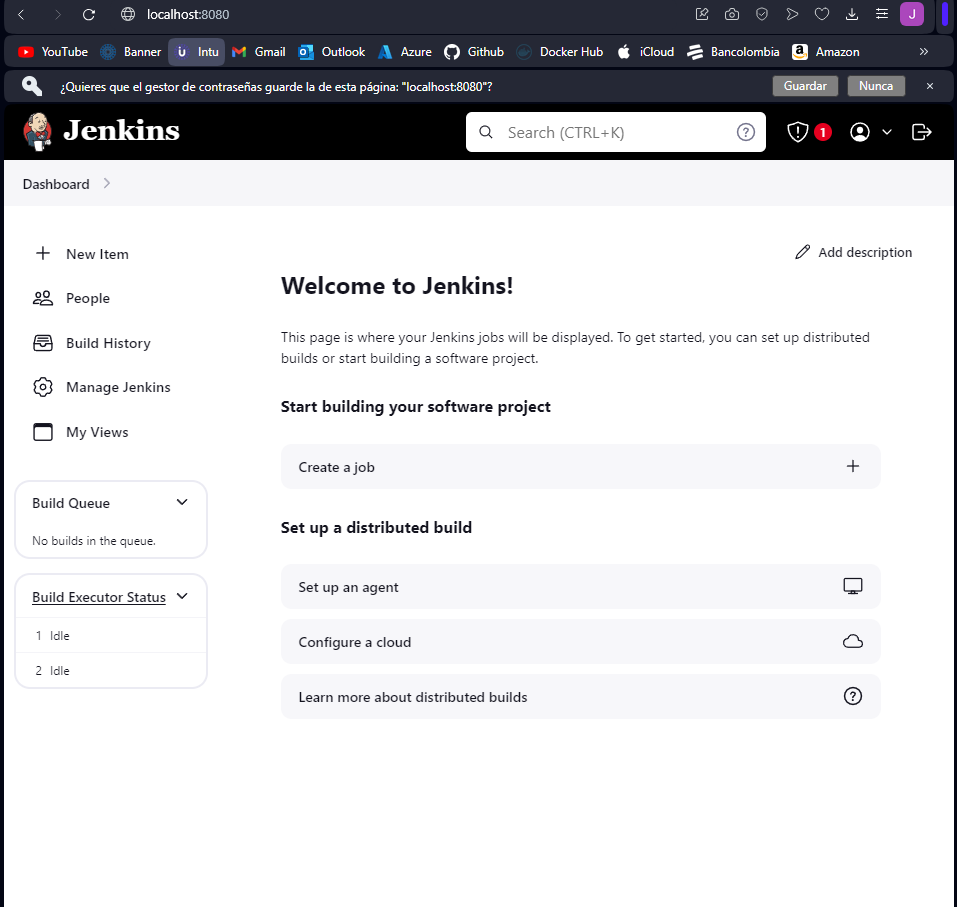 localhost:8080
J
YouTube Banner Intu Gmail Outlook Azure Github Docker Hub iCloud Bancolombia Amazon »
¿Quieres que el gestor de contraseñas guarde la de esta página: "localhost:8080"? Guardar Nunca ×
Jenkins Search (CTRL+K) ? 1
Dashboard
New Item
People
Build History
Manage Jenkins
My Views
Build Queue
No builds in the queue.
Build Executor Status
1 Idle
2 Idle
Add description
Welcome to Jenkins!
This page is where your Jenkins jobs will be displayed. To get started, you can set up distributed
builds or start building a software project.
Start building your software project
Create a job
Set up a distributed build
Set up an agent
Configure a cloud
Learn more about distributed builds